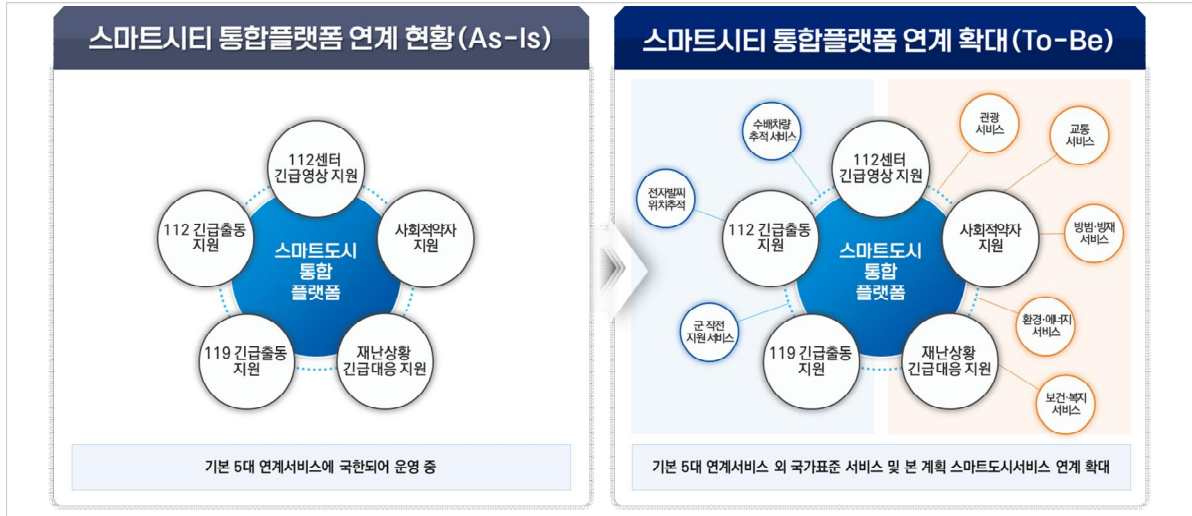 스마트시티 통합플랫폼 연계 현황(As-Is)
112센터
긴급영상 지원
112 긴급출동
지원
사회적약자
지원
스마트도시
통합
플랫폼
119 긴급출동
지원
재난상황
긴급대응 지원
기본 5대 연계서비스에 국한되어 운영 중
스마트시티 통합플랫폼 연계 확대(To-Be)
수배차량
추적 서비스
관광
서비스
교통
서비스
112센터
긴급영상 지원
전자발찌
위치추적
112 긴급출동
지원
사회적약자
지원
방범·방재
서비스
스마트도시
통합
플랫폼
군 작전
지원 서비스
환경·에너지
서비스
119 긴급출동
지원
재난상황
긴급대응 지원
보건·복지
서비스
기본 5대 연계서비스 외 국가표준 서비스 및 본 계획 스마트도시서비스 연계 확대